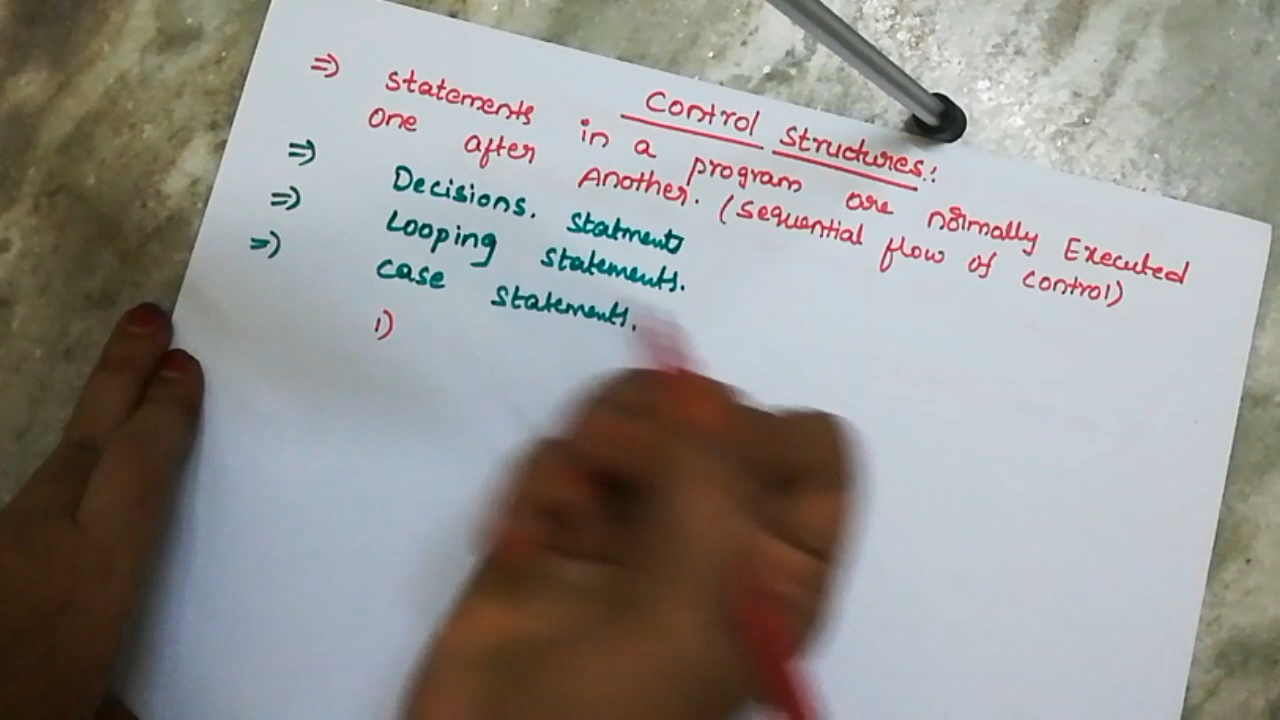 Control Structures:
=) Statements in a program are normally Executed
one after Another. (Sequential flow of control)
=) Decisions. Statments
=) Looping Statements.
=) Case Statements.
1)